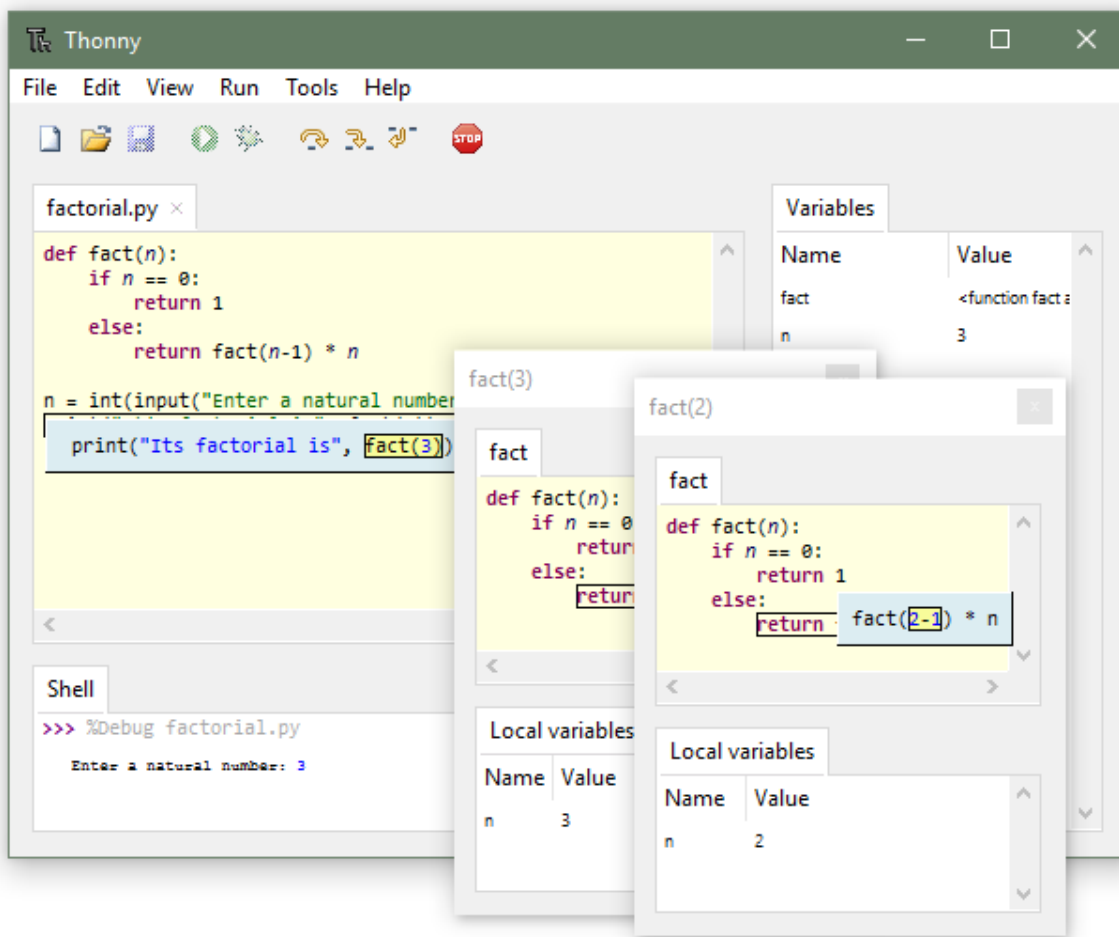 Thonny
File Edit View Run Tools Help
STOP
factorial.py ×
def fact(n):
    if n == 0:
        return 1
    else:
        return fact(n-1) * n
n = int(input("Enter a natural number
print("Its factorial is", fact(3))
Shell
>>> %Debug factorial.py
Enter a natural number: 3
Variables
Name Value
fact <function fact a
n 3
fact(3)
fact
def fact(n):
    if n == 0
        return
    else:
        return
Local variables
Name Value
n 3
fact(2)
x
fact
def fact(n):
    if n == 0:
        return 1
    else:
        return fact(2-1) * n
Local variables
Name Value
n 2